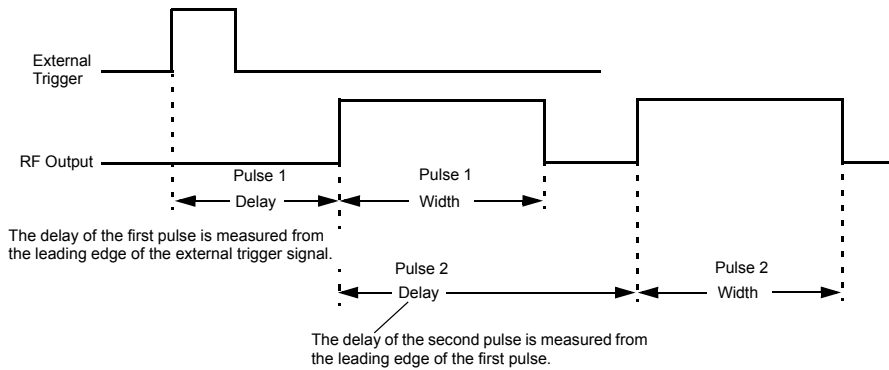 External
Trigger
RF Output
Pulse 1
Delay
Pulse 1
Width
The delay of the first pulse is measured from
the leading edge of the external trigger signal.
Pulse 2
Delay
Pulse 2
Width
The delay of the second pulse is measured from
the leading edge of the first pulse.